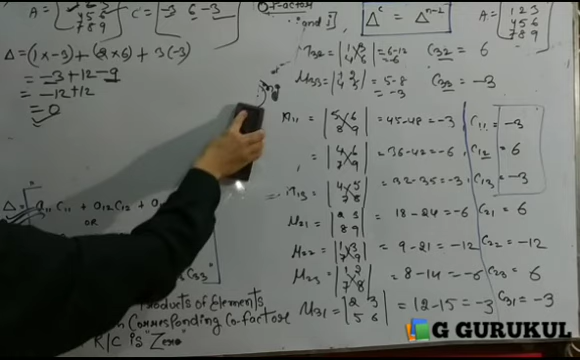 A = [1 2 3
4 5 6
7 8 9] C = [-3 6 -3
Δ = (1×-3) + (2×6) + 3(-3)
= -3+12-9
= -12+12
= 0
Co-factor
and
Δᶜ = Δⁿ⁻²
A = [1 2 3
4 5 6
7 8 9
M32 = |1 3
4 6| = 6-12
= -6 C32 = 6
M33 = |1 2
4 5| = 5-8
= -3 C33 = -3
M11 = |5 6
8 9| = 45-48 = -3 C11 = -3
= |4 6
7 9| = 36-42 = -6 C12 = 6
M13 = |4 5
7 8| = 32-35 = -3 C13 = -3
M21 = |2 3
8 9| = 18-24 = -6 C21 = 6
M22 = |1 3
7 9| = 9-21 = -12 C22 = -12
M23 = |1 2
7 8| = 8-14 = -6 C23 = 6
M31 = |2 3
5 6| = 12-15 = -3 C31 = -3
Δ = a11 C11 + a12 C12 +
OR
C33
Products of Elements
Corresponding Co-factors
R/C is Zero
G GURUKUL